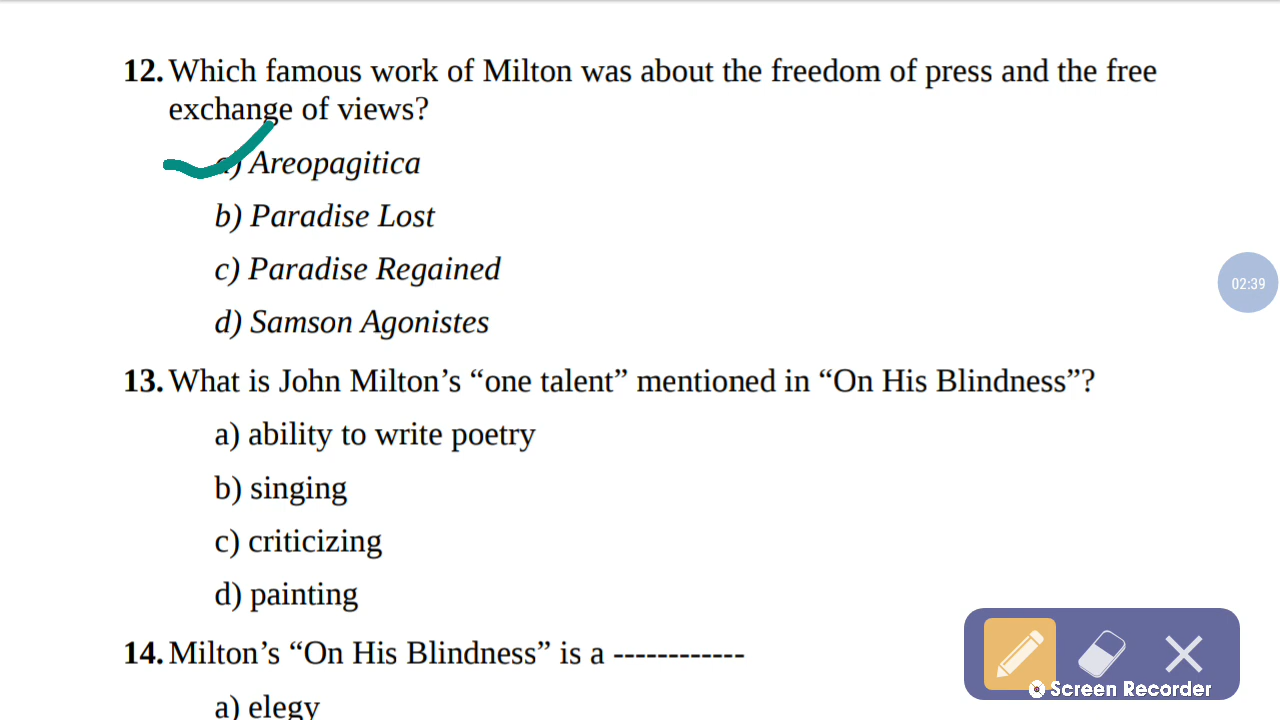 12. Which famous work of Milton was about the freedom of press and the free
exchange of views?
a) Areopagitica
b) Paradise Lost
c) Paradise Regained
d) Samson Agonistes
02:39
13. What is John Milton’s “one talent” mentioned in “On His Blindness”?
a) ability to write poetry
b) singing
c) criticizing
d) painting
14. Milton’s “On His Blindness” is a ------------
a) elegy
Screen Recorder